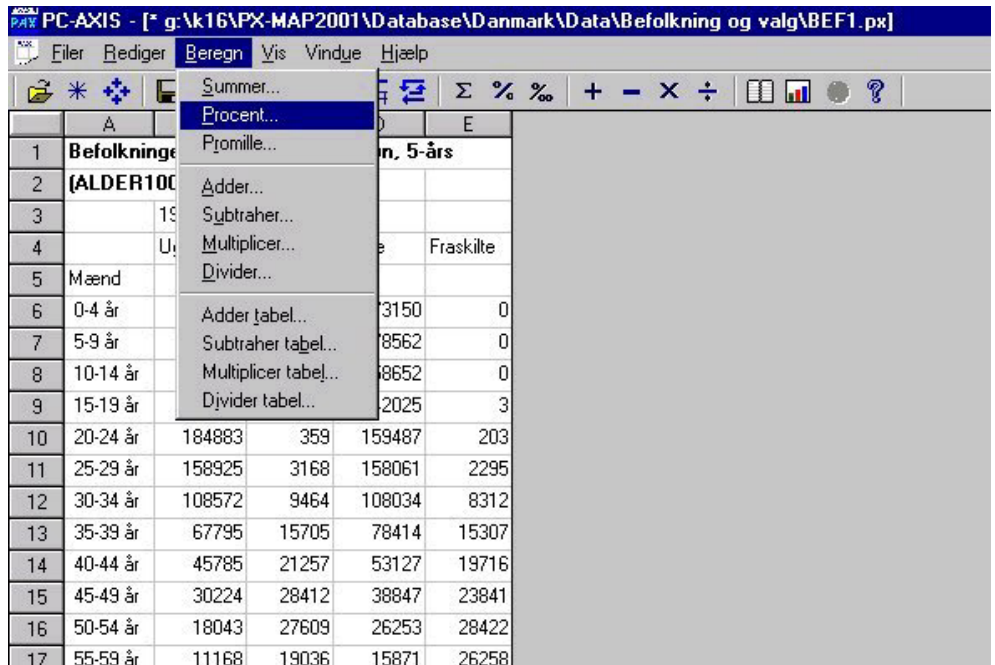 PC-AXIS - [* g:\k16\PX-MAP2001\Database\Danmark\Data\Befolkning og valg\BEF1.px]
Filer Rediger Beregn Vis Vindue Hjælp
Σ % ‰ + − × ÷ ?
Summer...
Procent...
Promille...
Adder...
Subtraher...
Multiplicer...
Divider...
Adder tabel...
Subtraher tabel...
Multiplicer tabel...
Divider tabel...
A E
1 Befolkninge n, 5-års
2 (ALDER100
3 19
4 Fraskilte
5 Mænd
6 0-4 år 73150 0
7 5-9 år 78562 0
8 10-14 år 8652 0
9 15-19 år 2025 3
10 20-24 år 184883 359 159487 203
11 25-29 år 158925 3168 158061 2295
12 30-34 år 108572 9464 108034 8312
13 35-39 år 67795 15705 78414 15307
14 40-44 år 45785 21257 53127 19716
15 45-49 år 30224 28412 38847 23841
16 50-54 år 18043 27609 26253 28422
17 55-59 år 11168 19036 15871 26258